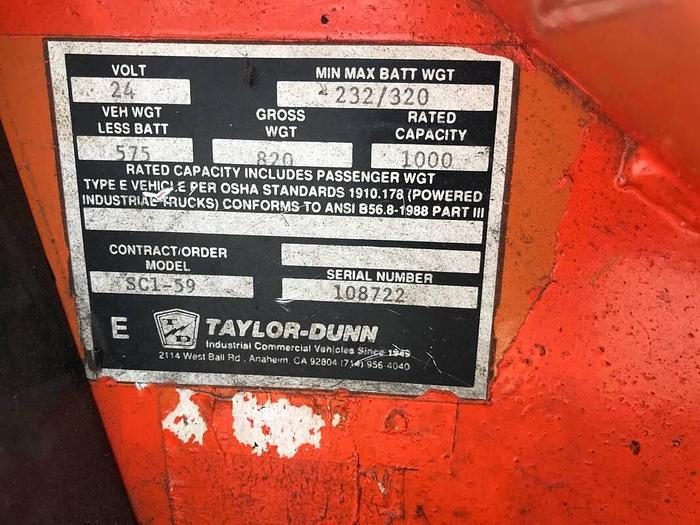 VOLT
24
MIN MAX BATT WGT
232/320
VEH WGT
LESS BATT
575
GROSS
WGT
820
RATED
CAPACITY
1000
RATED CAPACITY INCLUDES PASSENGER WGT
TYPE E VEHICLE PER OSHA STANDARDS 1910.178 (POWERED
INDUSTRIAL TRUCKS) CONFORMS TO ANSI B56.8-1988 PART III
CONTRACT/ORDER
MODEL
SC1-59
SERIAL NUMBER
108722
E
T/D
TAYLOR-DUNN
Industrial Commercial Vehicles Since 1949
2114 West Ball Rd., Anaheim, CA 92804 (714) 956-4040